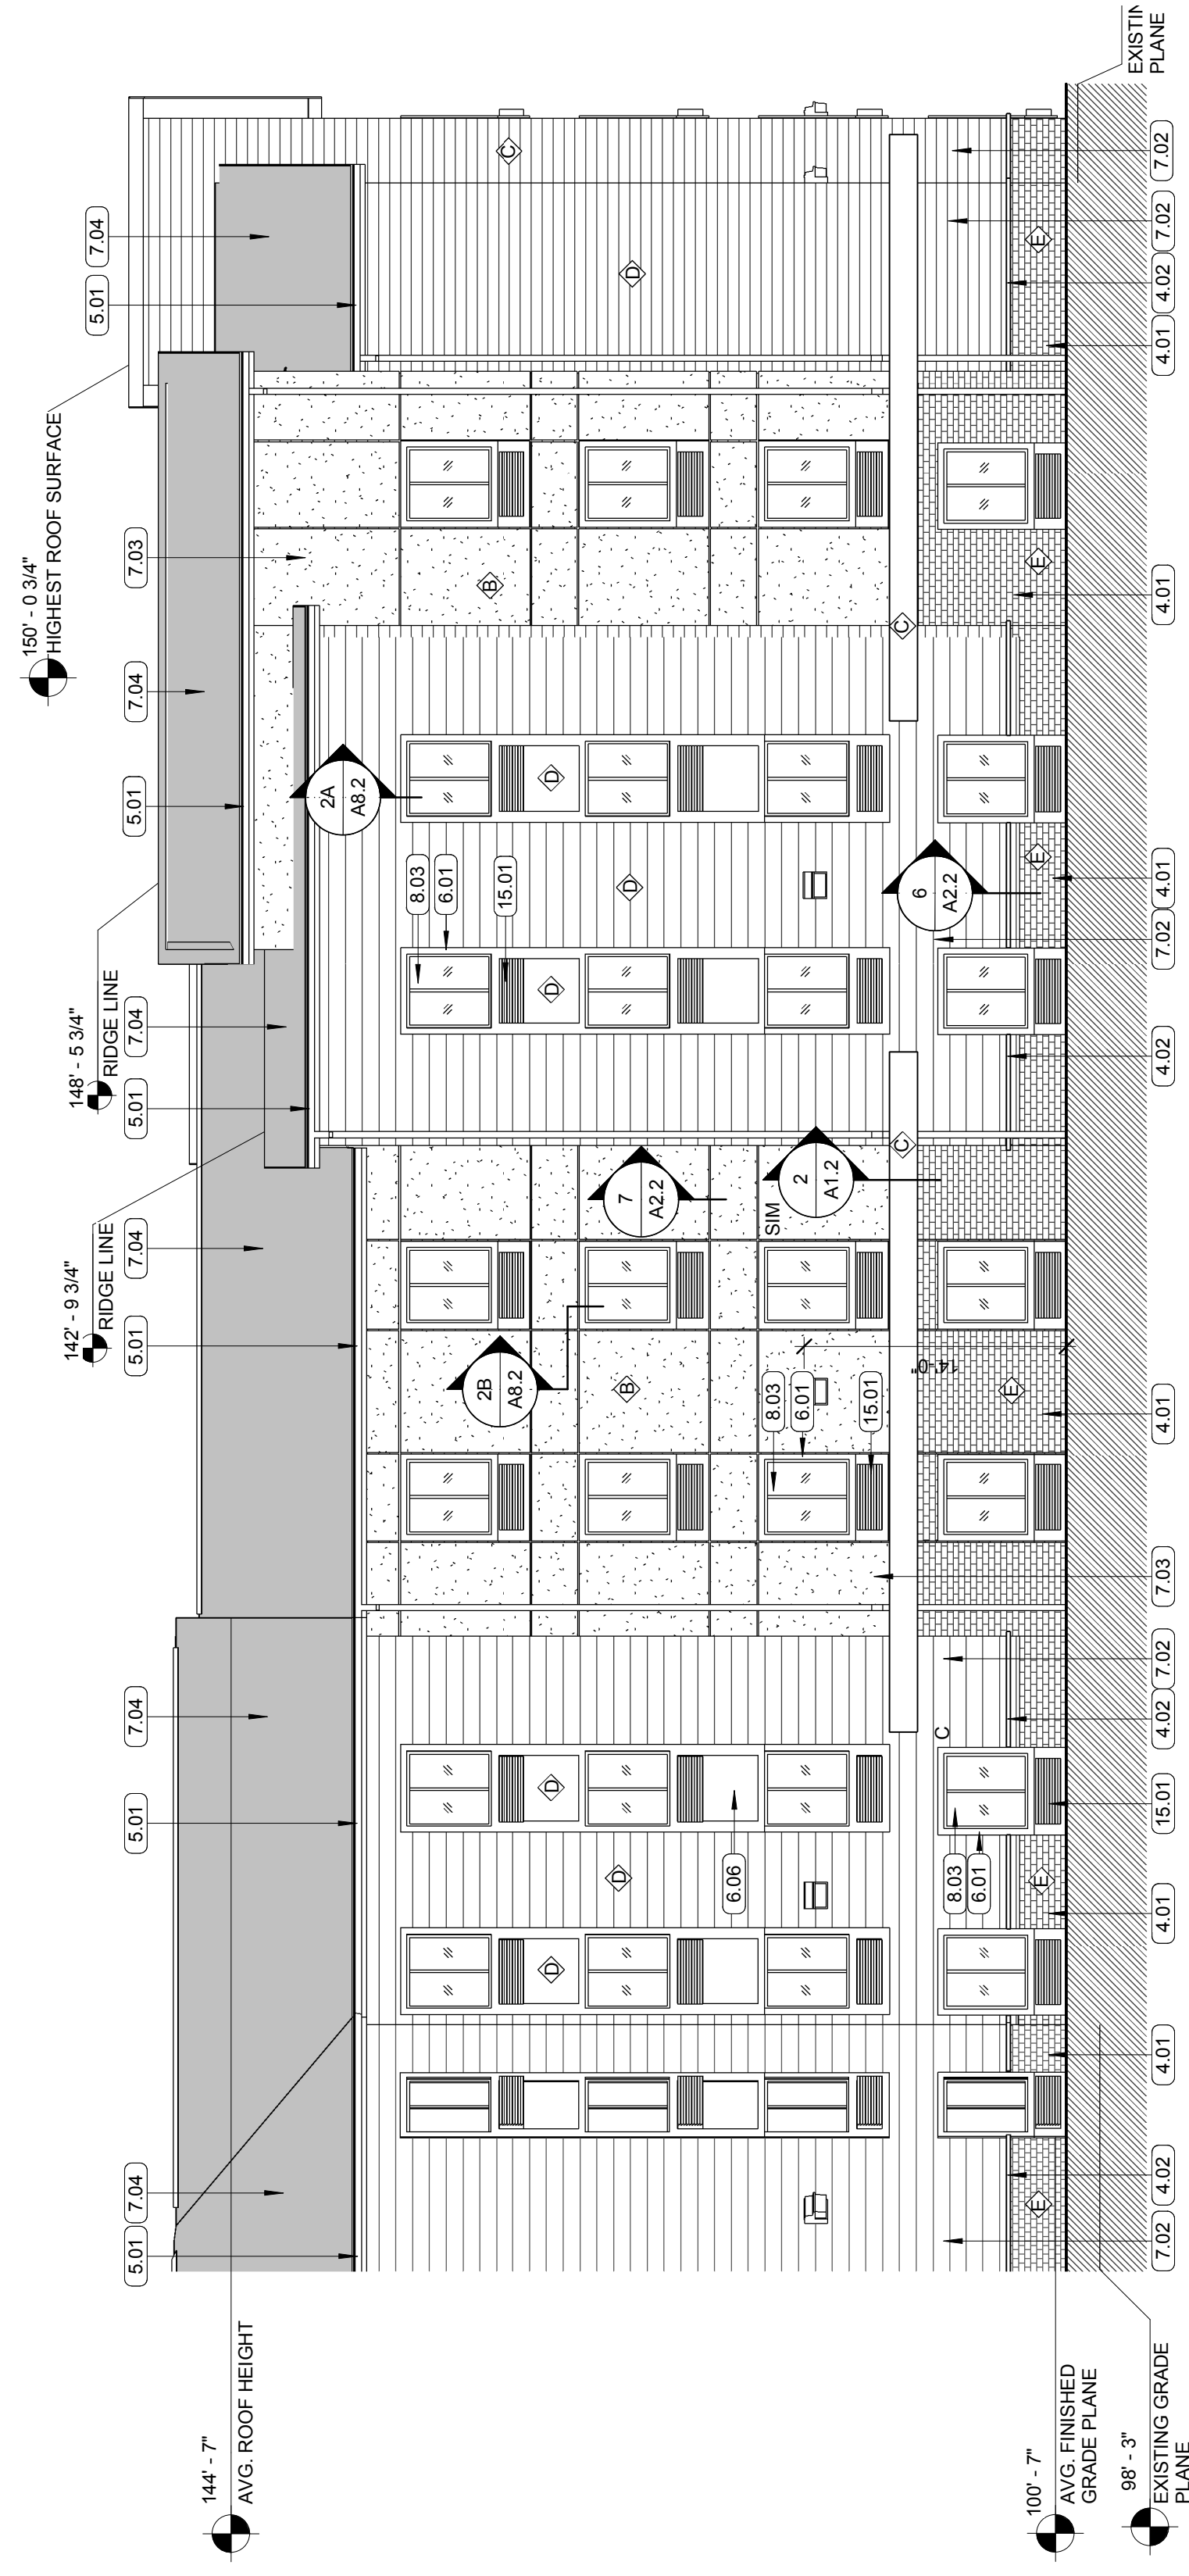 150' - 0 3/4"
HIGHEST ROOF SURFACE
148' - 5 3/4"
RIDGE LINE
142' - 9 3/4"
RIDGE LINE
5.01 7.04
5.01 7.04 5.01 7.04 5.01 7.04 5.01 7.04 5.01 7.04 7.03
144' - 7"
AVG. ROOF HEIGHT
2A
A8.2
8.03
6.01
15.01
2B
A8.2
B
C
D
D
D
D
D
B
D
D
D
7
A2.2
6.06
SIM
2
A1.2
8.03
6.01
15.01
14'-0"
C
C
6
A2.2
C
8.03
6.01
E
E
E
E
E
E
100' - 7"
AVG. FINISHED
GRADE PLANE
98' - 3"
EXISTING GRADE
PLANE
7.02 4.02 4.01 4.01 15.01 4.02 7.02 7.03 4.01 4.02 7.02 4.01 4.01 4.01 4.02 7.02 7.02
EXISTIN
PLANE